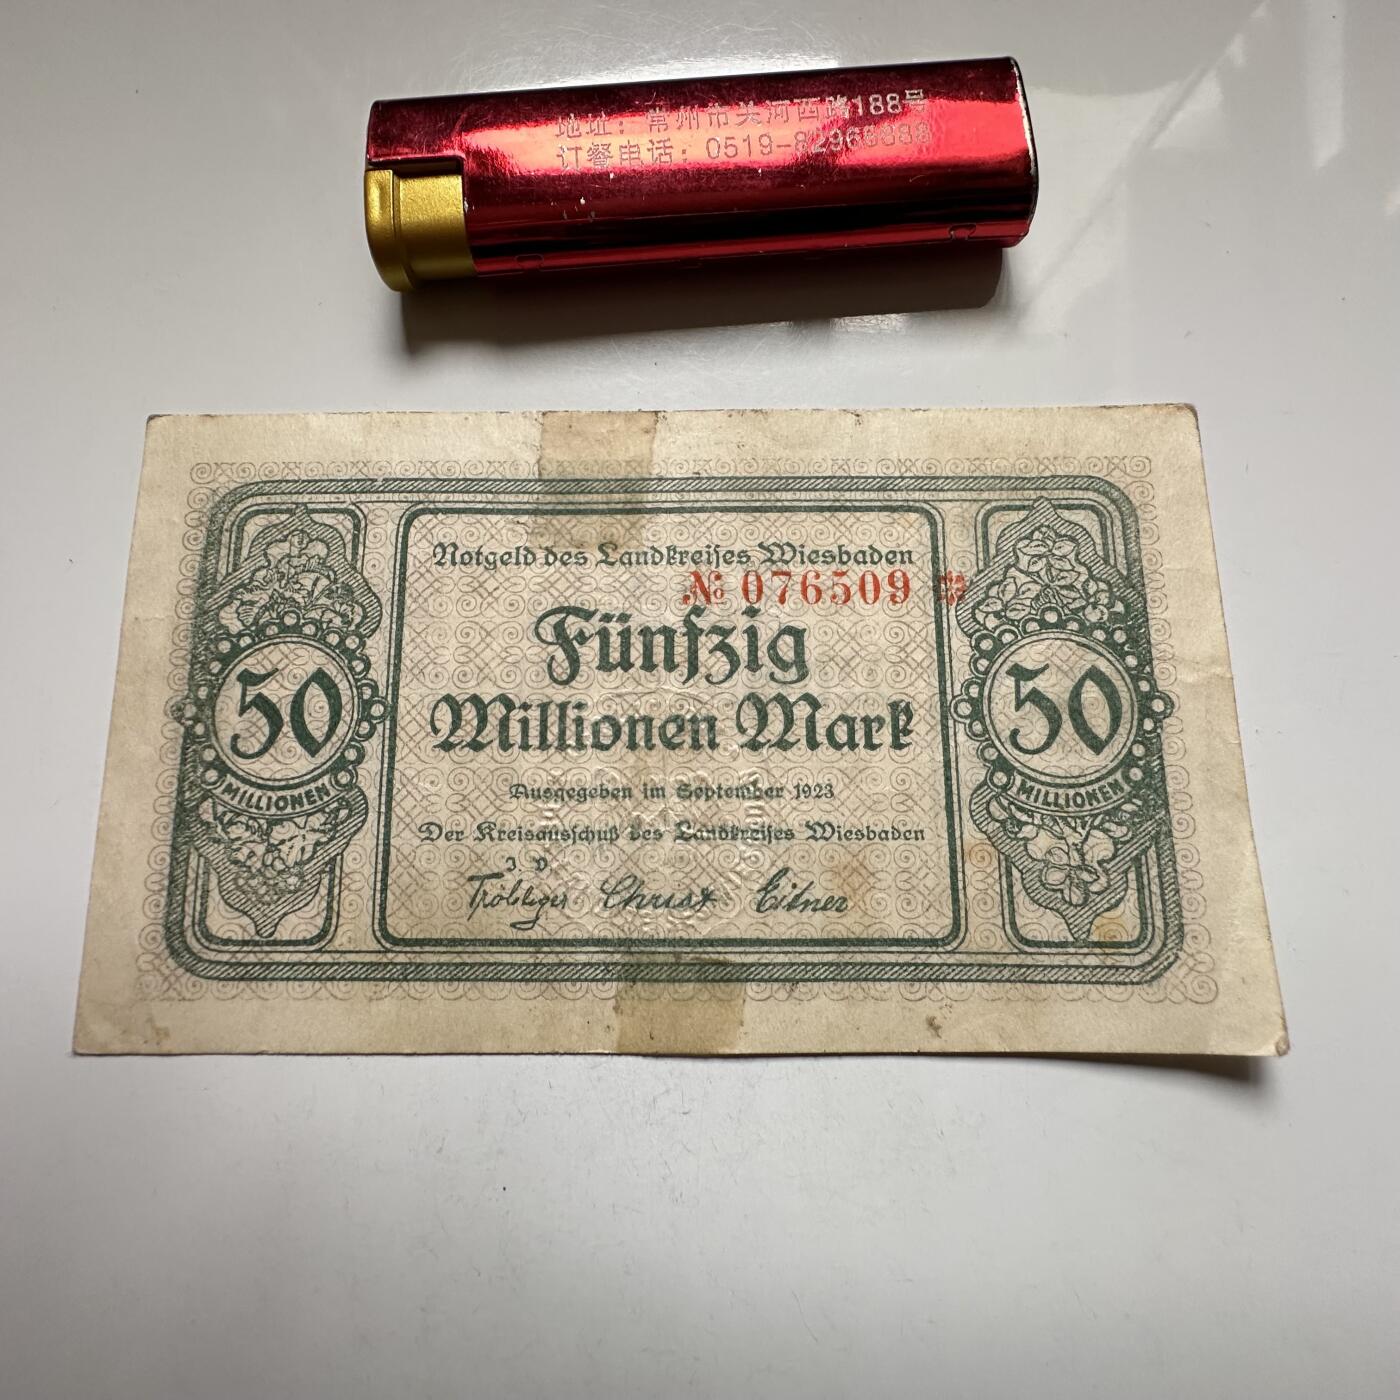 地址：常州市关河西路188号
订餐电话：0519-82966888
Notgeld des Landkreises Wiesbaden
№ 076509
Fünfzig
Millionen Mark
50
MILLIONEN
50
MILLIONEN
Ausgegeben im September 1923
Der Kreisausschuß des Landkreises Wiesbaden
J V
Christ Eibner